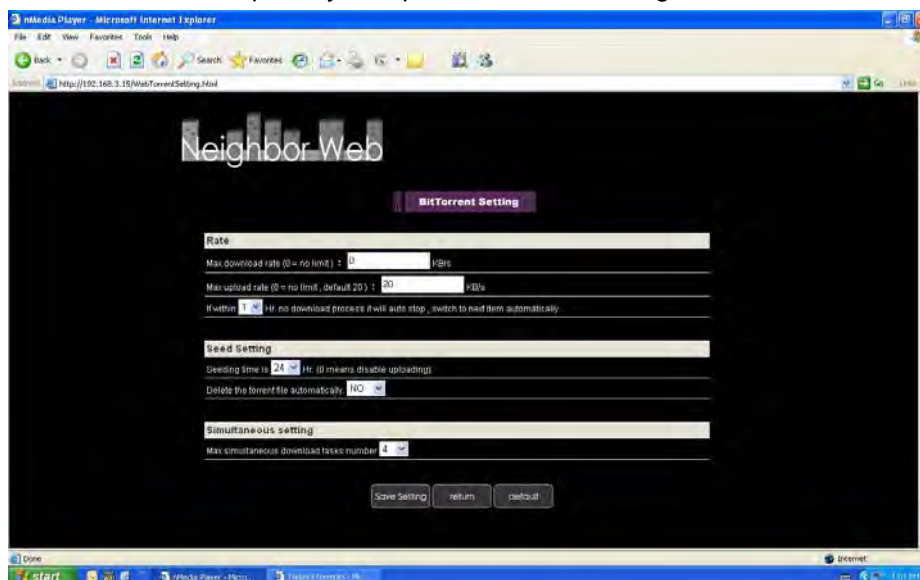 nMedia Player - Microsoft Internet Explorer
File Edit View Favorites Tools Help
Back Search Favorites
Address http://192.168.3.15/WebTorrentSetting.html Go Links
Neighbor Web
BitTorrent Setting
Rate
Max download rate (0 = no limit) : 0 KB/s
Max upload rate (0 = no limit , default 20 ) : 20 KB/s
If within 1 Hr. no download process it will auto stop , switch to next item automatically
Seed Setting
Seeding time is 24 Hr. (0 means disable uploading)
Delete the torrent file automatically. NO
Simultaneous setting
Max simultaneous download tasks number 4
Save Setting return default
Done Internet
start nMedia Player - Micro...